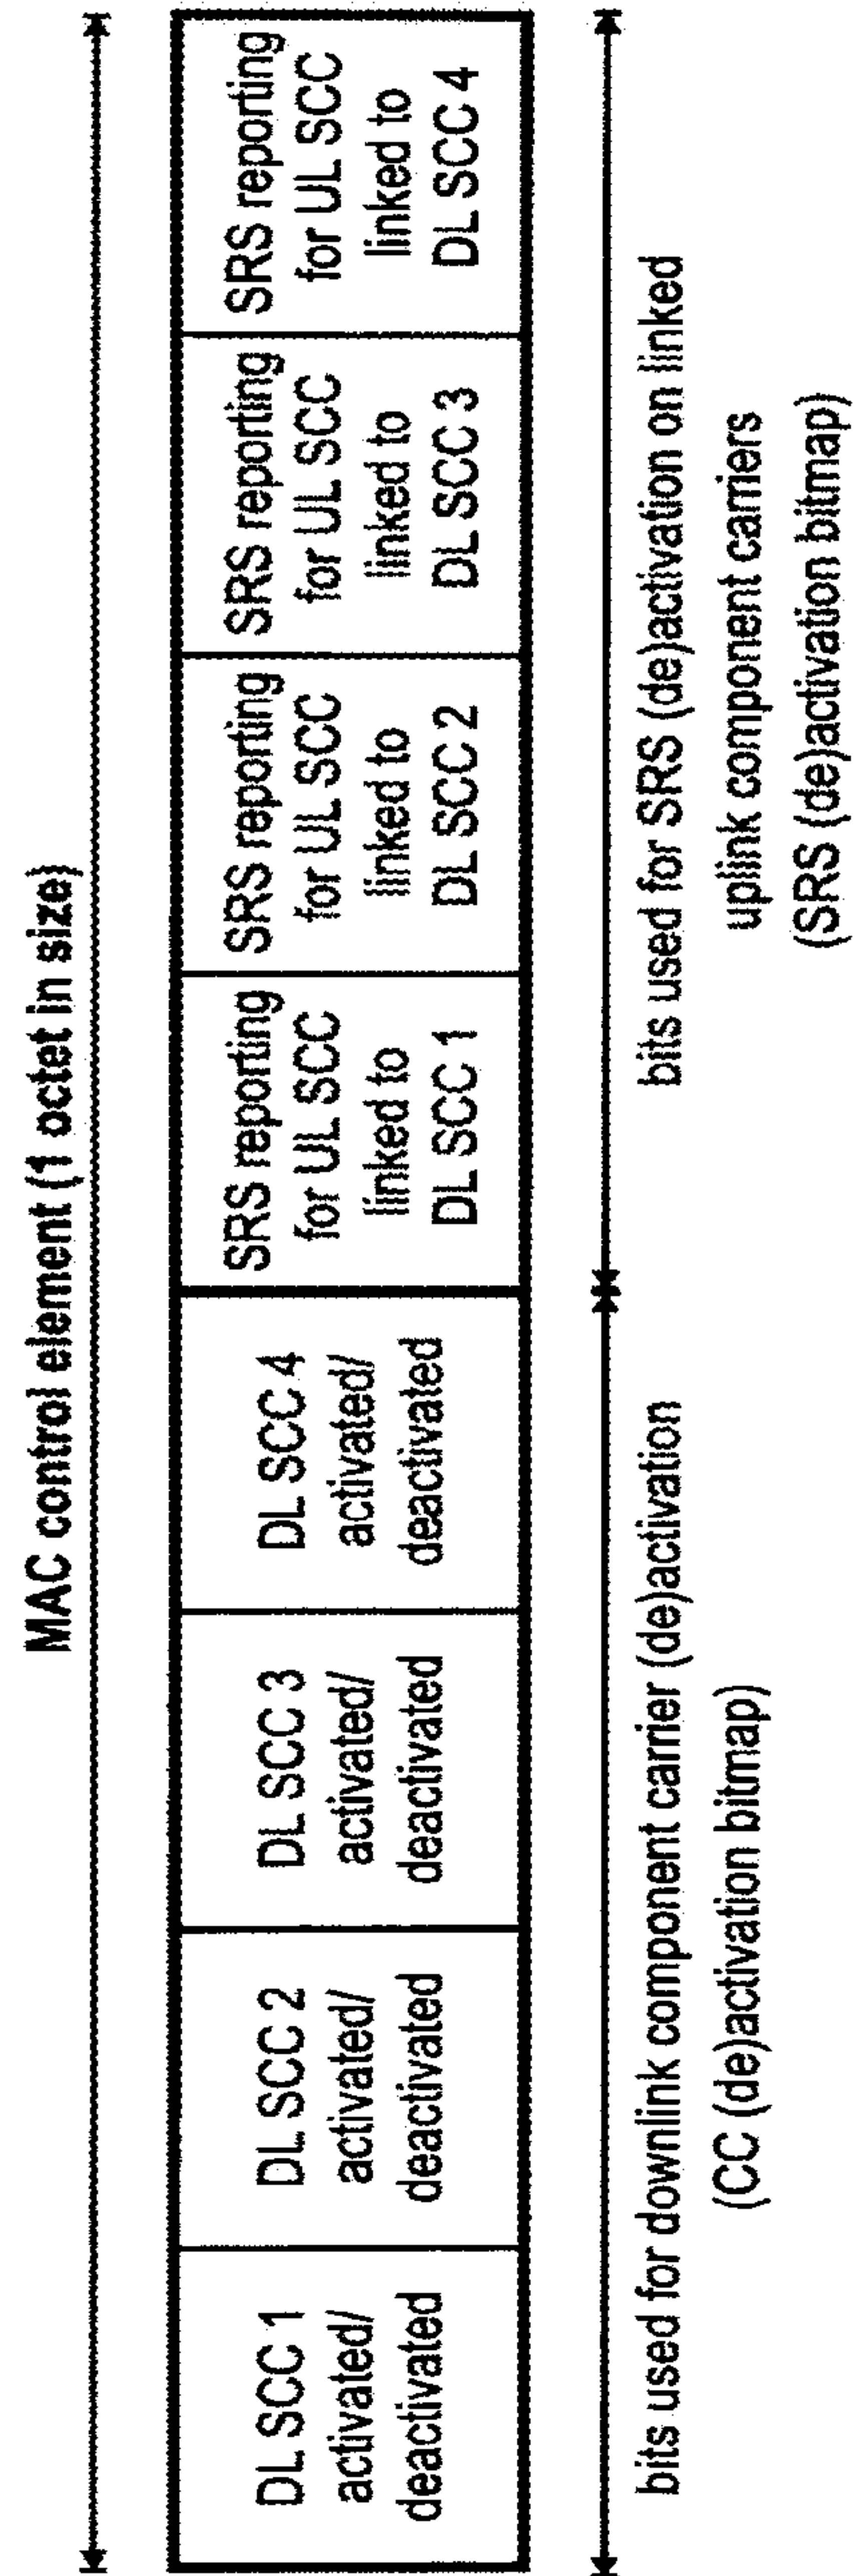 MAC control element (1 octet in size)
DL SCC 1
activated/
deactivated
DL SCC 2
activated/
deactivated
DL SCC 3
activated/
deactivated
DL SCC 4
activated/
deactivated
SRS reporting
for UL SCC
linked to
DL SCC 1
SRS reporting
for UL SCC
linked to
DL SCC 2
SRS reporting
for UL SCC
linked to
DL SCC 3
SRS reporting
for UL SCC
linked to
DL SCC 4
bits used for downlink component carrier (de)activation
(CC (de)activation bitmap)
bits used for SRS (de)activation on linked
uplink component carriers
(SRS (de)activation bitmap)